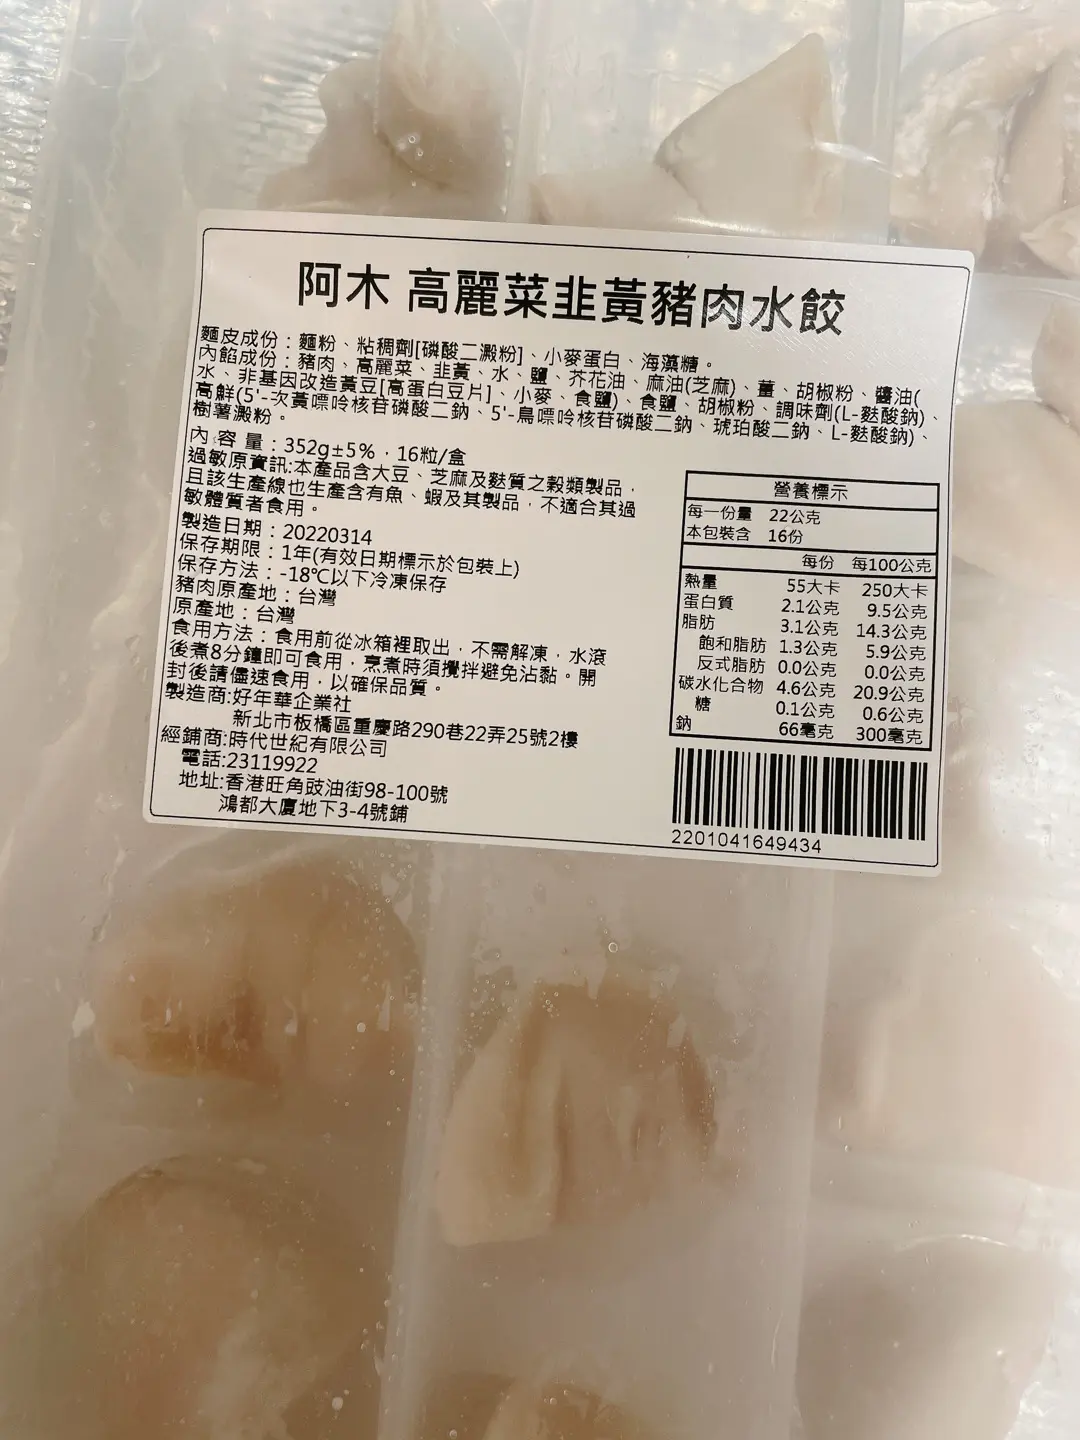 阿木 高麗菜韭黃豬肉水餃
麵皮成份：麵粉、粘稠劑[磷酸二澱粉]、小麥蛋白、海藻糖。
內餡成份：豬肉、高麗菜、韭黃、水、鹽、芥花油、麻油(芝麻)、薑、胡椒粉、醬油(
水、非基因改造黃豆[高蛋白豆片]、小麥、食鹽)、食鹽、胡椒粉、調味劑(L-麩酸鈉)、
高鮮(5'-次黃嘌呤核苷磷酸二鈉、5'-鳥嘌呤核苷磷酸二鈉、琥珀酸二鈉、L-麩酸鈉)、
樹薯澱粉。
內 容 量：352g±5%，16粒/盒
過敏原資訊:本產品含大豆、芝麻及麩質之穀類製品，
且該生產線也生產含有魚、蝦及其製品，不適合其過
敏體質者食用。
製造日期：20220314
保存期限：1年(有效日期標示於包裝上)
保存方法：-18℃以下冷凍保存
豬肉原產地：台灣
原產地：台灣
食用方法：食用前從冰箱裡取出，不需解凍，水滾
後煮8分鐘即可食用，烹煮時須攪拌避免沾黏。開
封後請儘速食用，以確保品質。
製造商:好年華企業社
新北市板橋區重慶路290巷22弄25號2樓
經鋪商:時代世紀有限公司
電話:23119922
地址:香港旺角豉油街98-100號
鴻都大廈地下3-4號鋪
營養標示
每一份量 22公克
本包裝含 16份
每份 每100公克
熱量 55大卡 250大卡
蛋白質 2.1公克 9.5公克
脂肪 3.1公克 14.3公克
飽和脂肪 1.3公克 5.9公克
反式脂肪 0.0公克 0.0公克
碳水化合物 4.6公克 20.9公克
糖 0.1公克 0.6公克
鈉 66毫克 300毫克
2201041649434